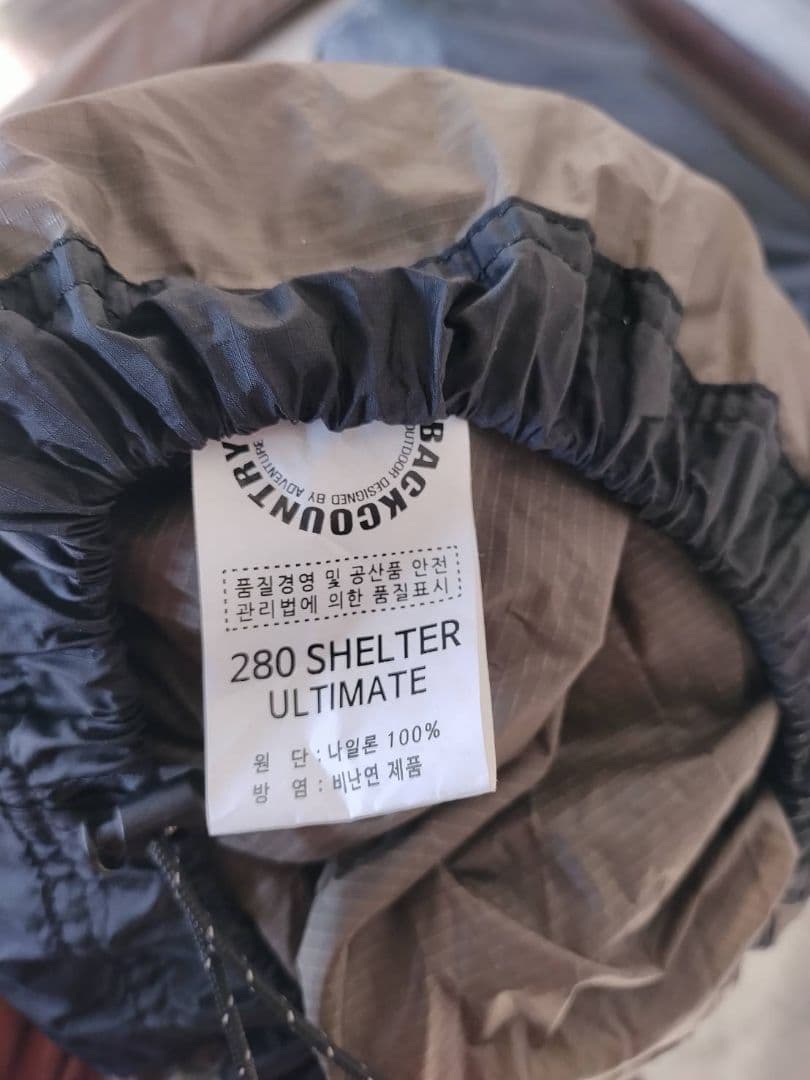 BACKCOUNTRY
OUTDOOR DESIGNED BY ADVENTURE
품질경영 및 공산품 안전
관리법에 의한 품질표시
280 SHELTER
ULTIMATE
원 단 : 나일론 100%
방 염 : 비난연 제품